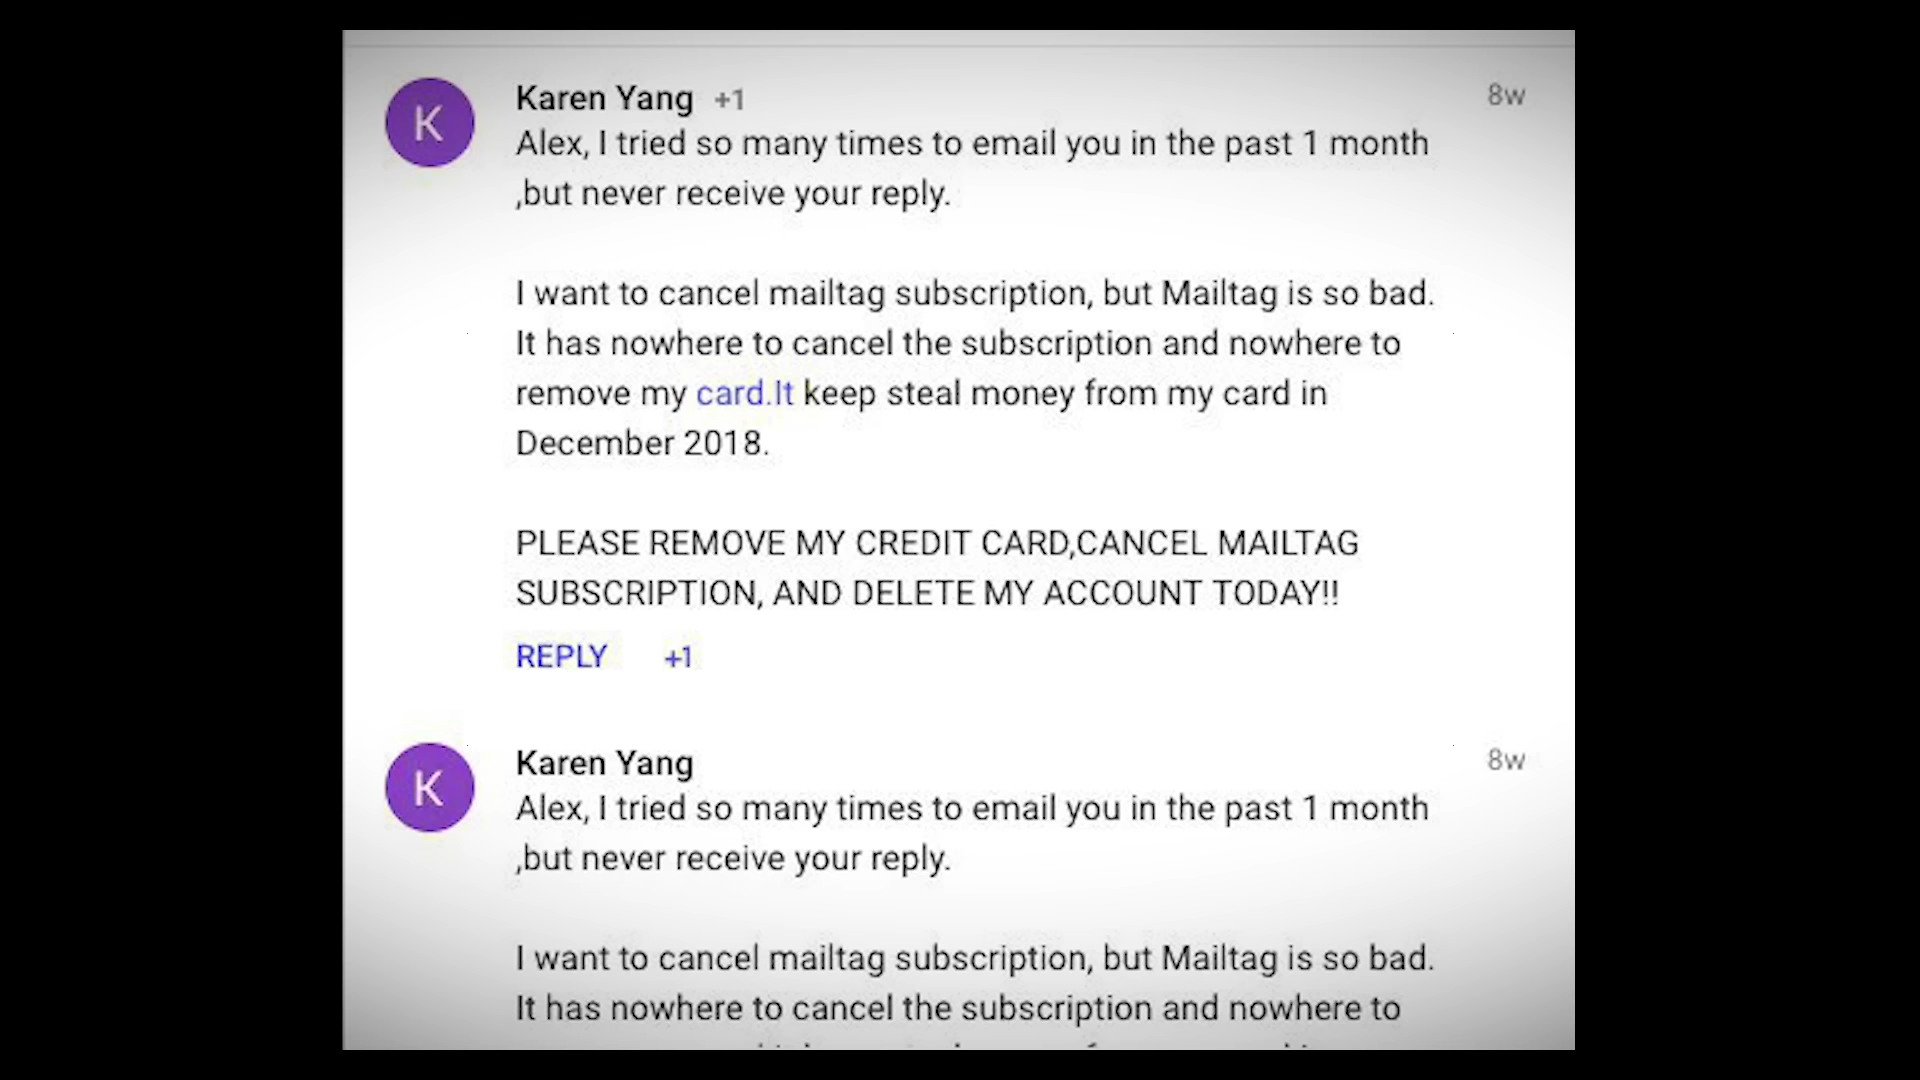 K
Karen Yang +1 8w
Alex, I tried so many times to email you in the past 1 month
,but never receive your reply.
I want to cancel mailtag subscription, but Mailtag is so bad.
It has nowhere to cancel the subscription and nowhere to
remove my card.It keep steal money from my card in
December 2018.
PLEASE REMOVE MY CREDIT CARD,CANCEL MAILTAG
SUBSCRIPTION, AND DELETE MY ACCOUNT TODAY!!
REPLY +1
K
Karen Yang 8w
Alex, I tried so many times to email you in the past 1 month
,but never receive your reply.
I want to cancel mailtag subscription, but Mailtag is so bad.
It has nowhere to cancel the subscription and nowhere to